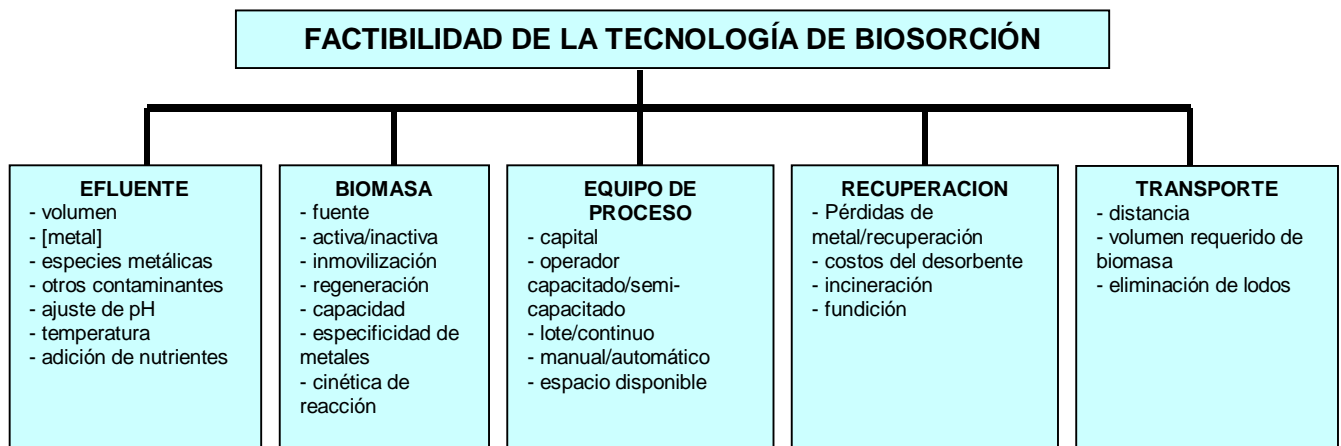 FACTIBILIDAD DE LA TECNOLOGÍA DE BIOSORCIÓN
EFLUENTE
- volumen
- [metal]
- especies metálicas
- otros contaminantes
- ajuste de pH
- temperatura
- adición de nutrientes
BIOMASA
- fuente
- activa/inactiva
- inmovilización
- regeneración
- capacidad
- especificidad de
metales
- cinética de
reacción
EQUIPO DE
PROCESO
- capital
- operador
capacitado/semi-
capacitado
- lote/continuo
- manual/automático
- espacio disponible
RECUPERACION
- Pérdidas de
metal/recuperación
- costos del desorbente
- incineración
- fundición
TRANSPORTE
- distancia
- volumen requerido de
biomasa
- eliminación de lodos